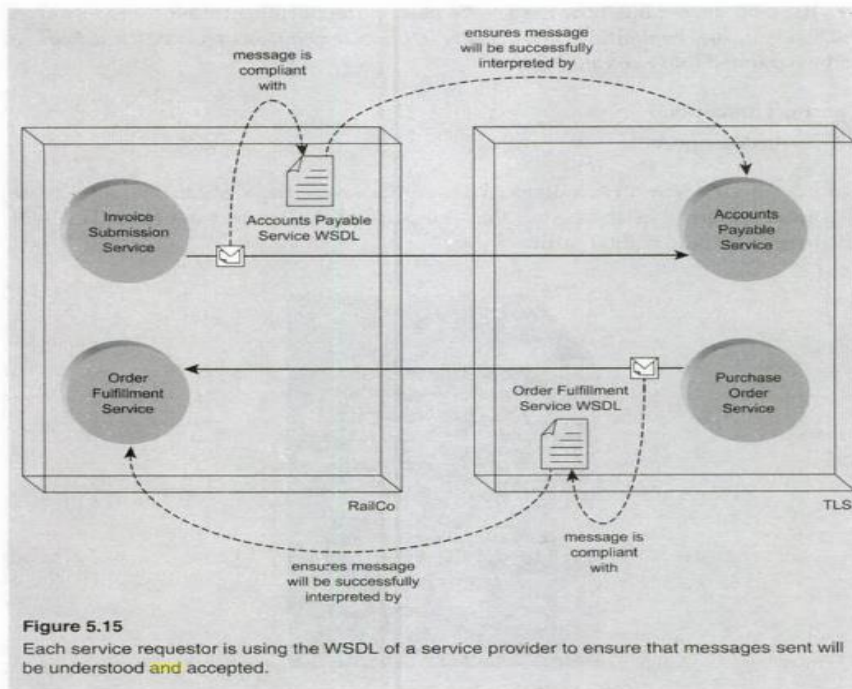 ensures message
will be successfully
interpreted by
message is
compliant
with
Invoice
Submission
Service
Accounts Payable
Service WSDL
Accounts
Payable
Service
Order
Fulfillment
Service
Order Fulfillment
Service WSDL
Purchase
Order
Service
RailCo
TLS
message is
compliant
with
ensures message
will be successfully
interpreted by
Figure 5.15
Each service requestor is using the WSDL of a service provider to ensure that messages sent will
be understood and accepted.